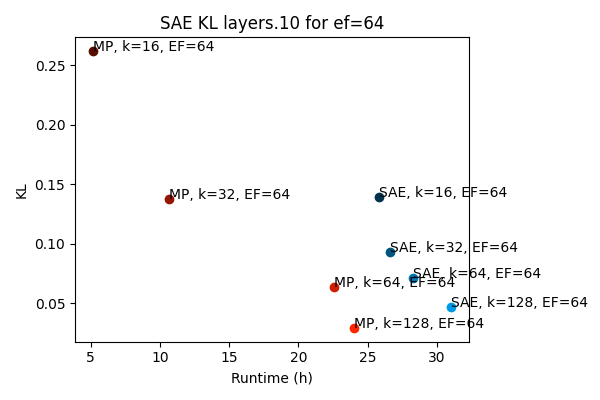 SAE KL layers.10 for ef=64
MP, k=16, EF=64
0.25
0.20
0.15
MP, k=32, EF=64
SAE, k=16, EF=64
KL
0.10
SAE, k=32, EF=64
SAE, k=64, EF=64
MP, k=64, EF=64
0.05
SAE, k=128, EF=64
MP, k=128, EF=64
5 10 15 20 25 30
Runtime (h)